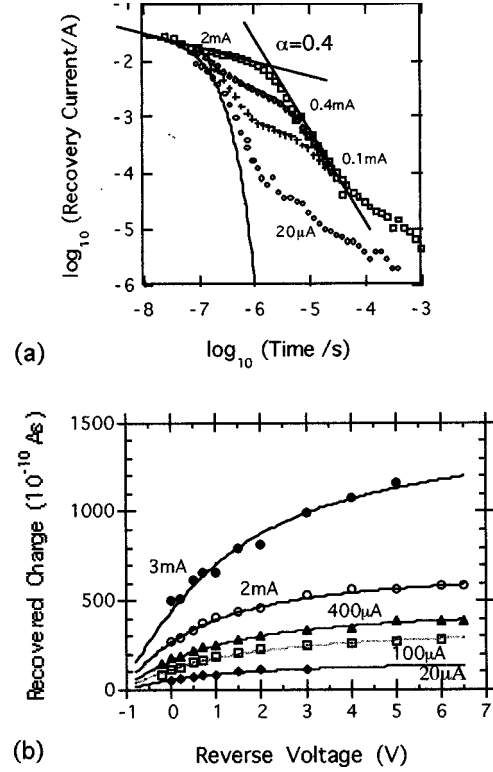 2mA
α=0.4
0.4mA
0.1mA
20μA
-1
-2
-3
-4
-5
-6
-8 -7 -6 -5 -4 -3
log10 (Recovery Current/A)
log10 (Time /s)
(a)
1500
1000
500
0
3mA
2mA
400μA
100μA
20μA
-1 0 1 2 3 4 5 6 7
Recovered Charge (10-10 As)
Reverse Voltage (V)
(b)